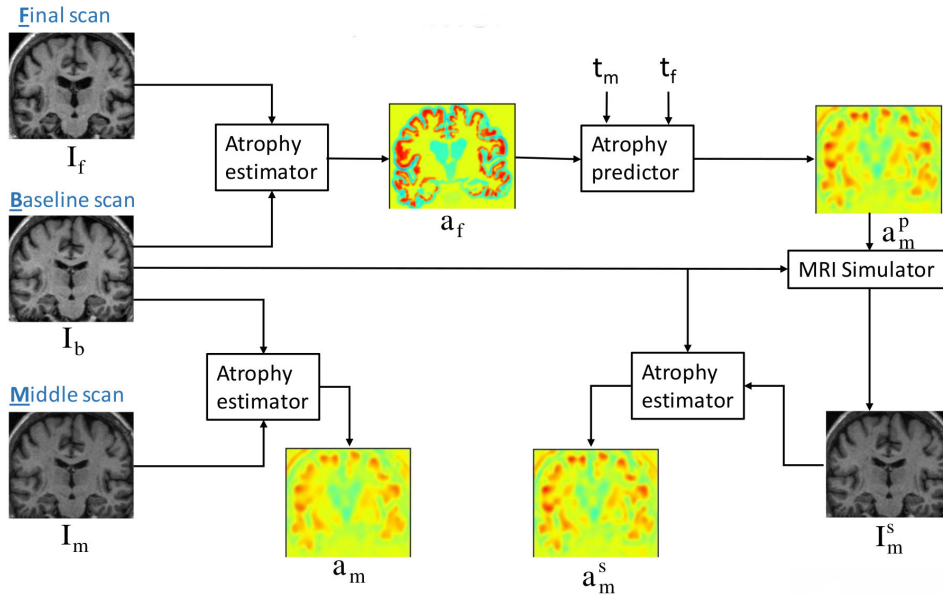 Final scan
t_m
t_f
Atrophy
estimator
Atrophy
predictor
I_f
a_f
a_m^p
Baseline scan
MRI Simulator
I_b
Atrophy
estimator
Atrophy
estimator
Middle scan
I_m
a_m
a_m^s
I_m^s